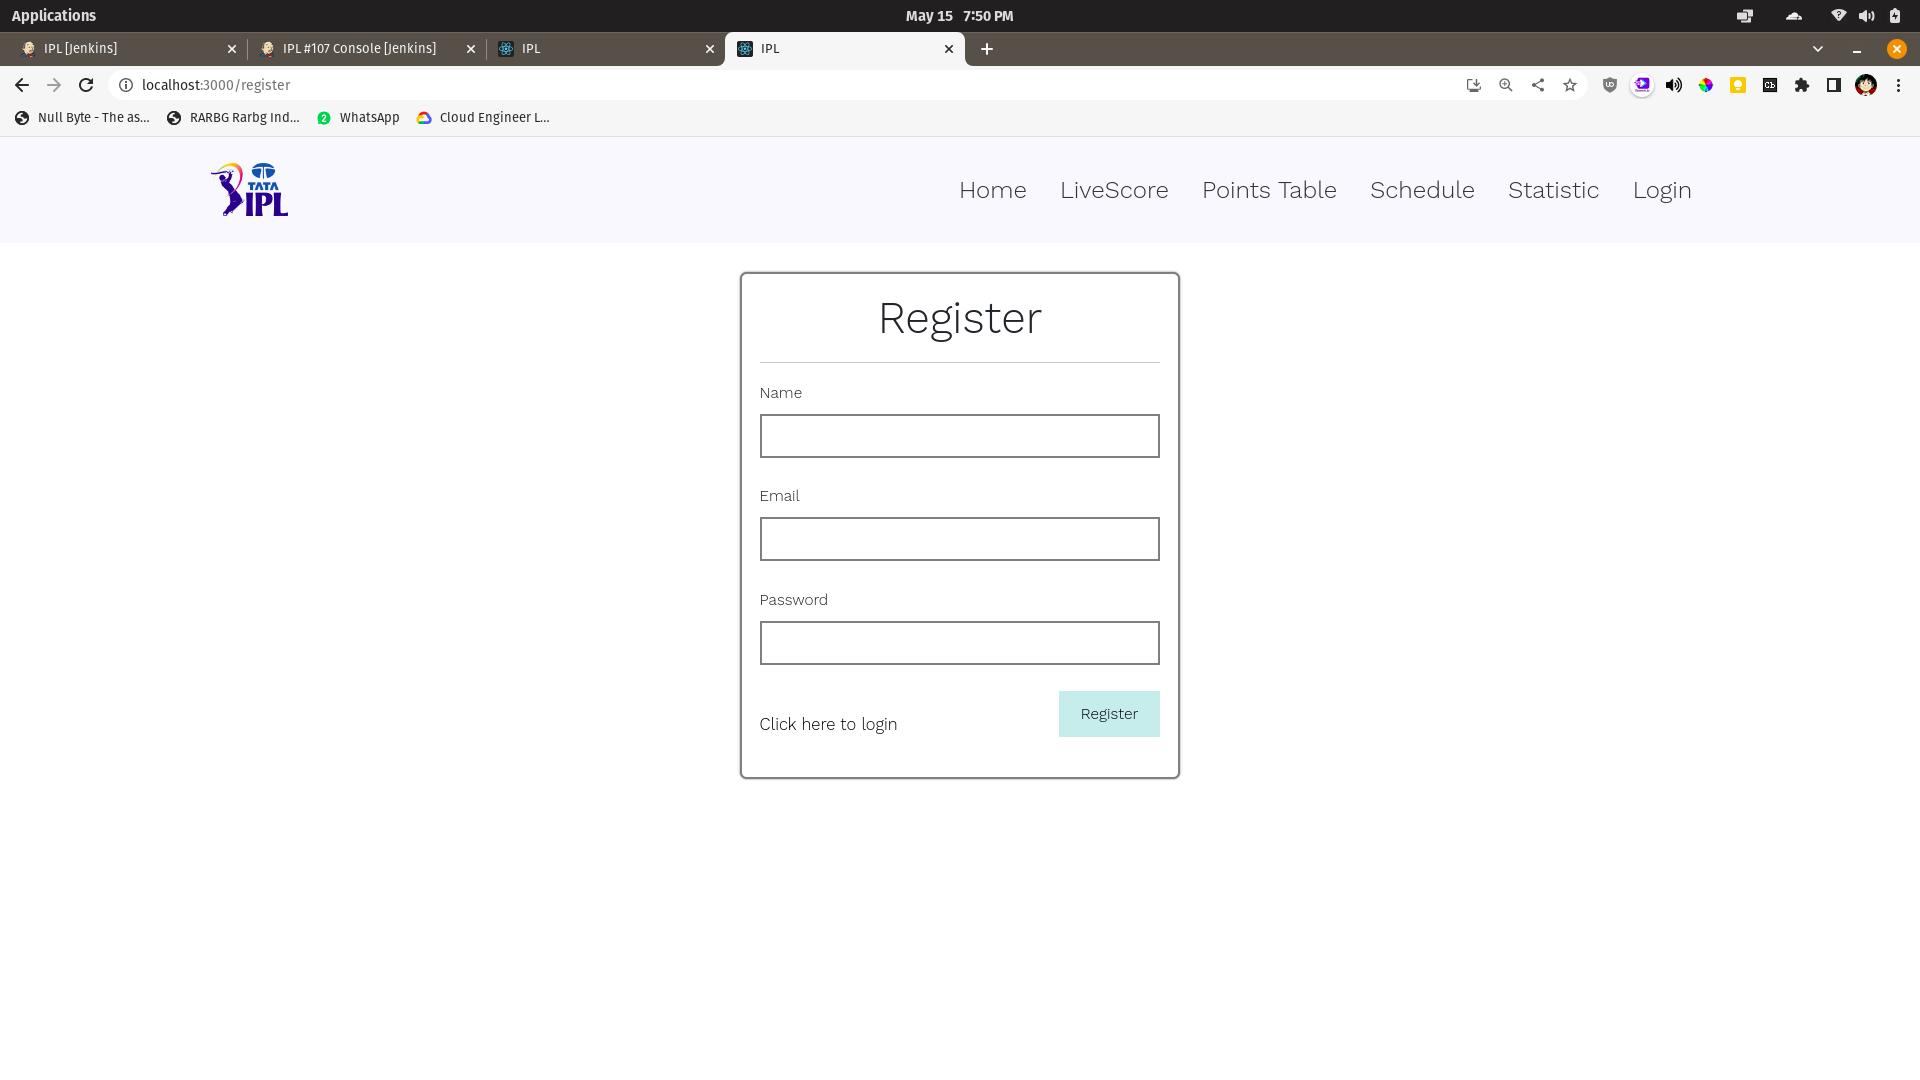 Applications
May 15 7:50 PM
IPL [Jenkins]
IPL #107 Console [Jenkins]
IPL
IPL
localhost:3000/register
Null Byte - The as...
RARBG Rarbg Ind...
2
WhatsApp
Cloud Engineer L...
TATA
IPL
Home
LiveScore
Points Table
Schedule
Statistic
Login
Register
Name
Email
Password
Click here to login
Register